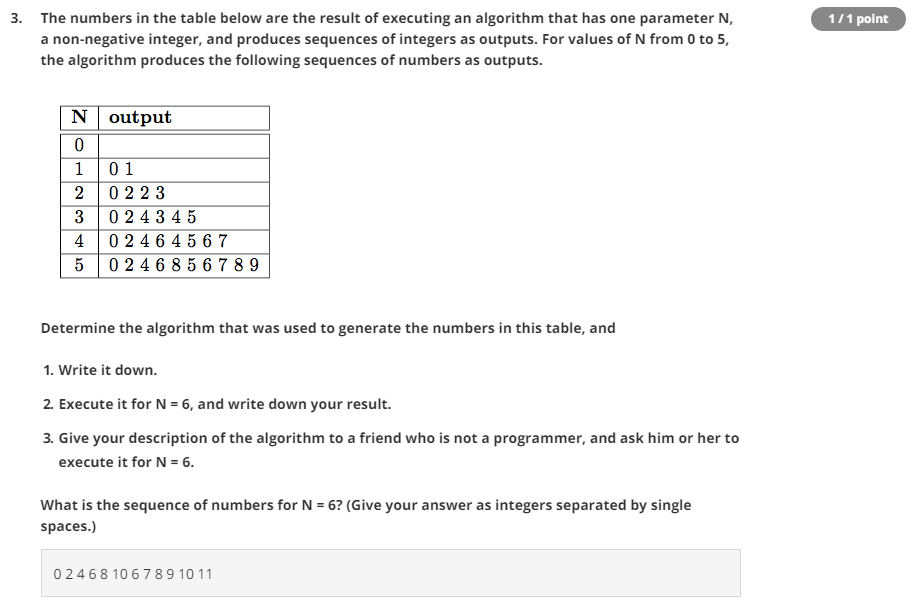 3. The numbers in the table below are the result of executing an algorithm that has one parameter N,
1 / 1 point
a non-negative integer, and produces sequences of integers as outputs. For values of N from 0 to 5,
the algorithm produces the following sequences of numbers as outputs.
N output
0
1 0 1
2 0 2 2 3
3 0 2 4 3 4 5
4 0 2 4 6 4 5 6 7
5 0 2 4 6 8 5 6 7 8 9
Determine the algorithm that was used to generate the numbers in this table, and
1. Write it down.
2. Execute it for N = 6, and write down your result.
3. Give your description of the algorithm to a friend who is not a programmer, and ask him or her to
execute it for N = 6.
What is the sequence of numbers for N = 6? (Give your answer as integers separated by single
spaces.)
0 2 4 6 8 10 6 7 8 9 10 11